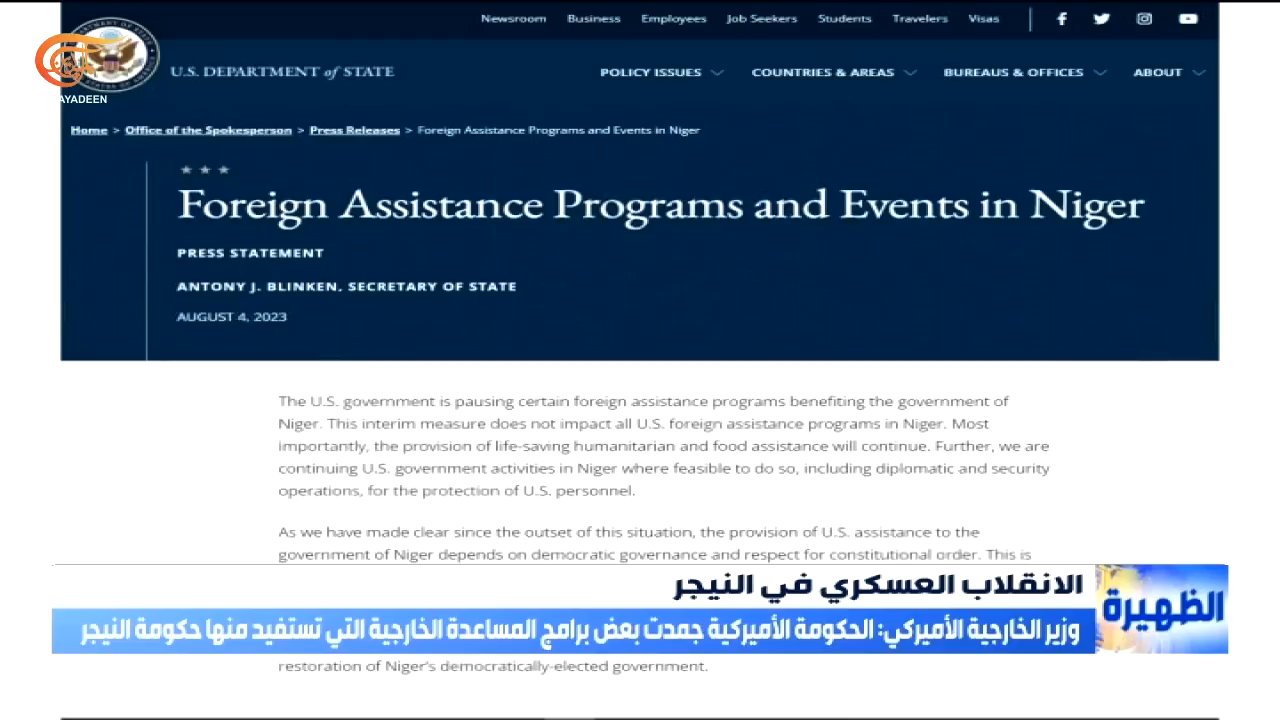 Newsroom Business Employees Job Seekers Students Travelers Visas
U.S. DEPARTMENT of STATE
POLICY ISSUES COUNTRIES & AREAS BUREAUS & OFFICES ABOUT
AYADEEN
Home > Office of the Spokesperson > Press Releases > Foreign Assistance Programs and Events in Niger
Foreign Assistance Programs and Events in Niger
PRESS STATEMENT
ANTONY J. BLINKEN, SECRETARY OF STATE
AUGUST 4, 2023
The U.S. government is pausing certain foreign assistance programs benefiting the government of
Niger. This interim measure does not impact all U.S. foreign assistance programs in Niger. Most
importantly, the provision of life-saving humanitarian and food assistance will continue. Further, we are
continuing U.S. government activities in Niger where feasible to do so, including diplomatic and security
operations, for the protection of U.S. personnel.
As we have made clear since the outset of this situation, the provision of U.S. assistance to the
government of Niger depends on democratic governance and respect for constitutional order. This is
الانقلاب العسكري في النيجر
الظهيرة
وزير الخارجية الأميركي: الحكومة الأميركية جمدت بعض برامج المساعدة الخارجية التي تستفيد منها حكومة النيجر
restoration of Niger's democratically-elected government.